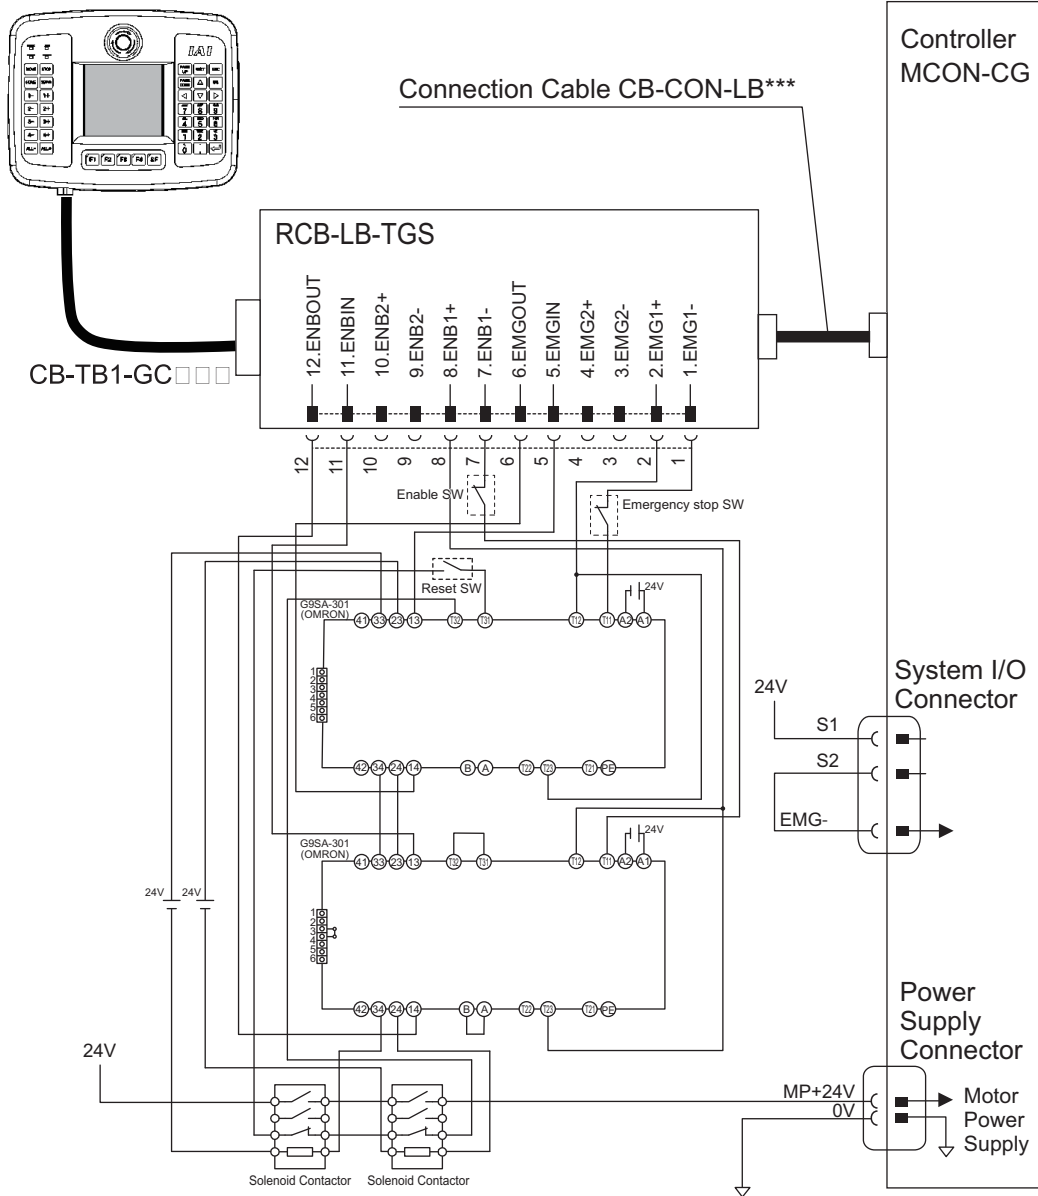 IAI
F1 F2 F3 F4 SF
Controller
MCON-CG
Connection Cable CB-CON-LB***
RCB-LB-TGS
12.ENBOUT
11.ENBIN
10.ENB2+
9.ENB2-
8.ENB1+
7.ENB1-
6.EMGOUT
5.EMGIN
4.EMG2+
3.EMG2-
2.EMG1+
1.EMG1-
CB-TB1-GC□□□
12 11 10 9 8 7 6 5 4 3 2 1
Enable SW
Emergency stop SW
Reset SW
G9SA-301
(OMRON)
24V
41 33 23 13 T32 T31 T12 T11 A2 A1
1
2
3
4
5
6
42 34 24 14 B A T22 T23 T21 PE
System I/O
Connector
24V
S1
S2
EMG-
G9SA-301
(OMRON)
24V
41 33 23 13 T32 T31 T12 T11 A2 A1
24V 24V
1
2
3
4
5
6
42 34 24 14 B A T22 T23 T21 PE
Power
Supply
Connector
24V
MP+24V
0V
Motor
Power
Supply
Solenoid Contactor Solenoid Contactor